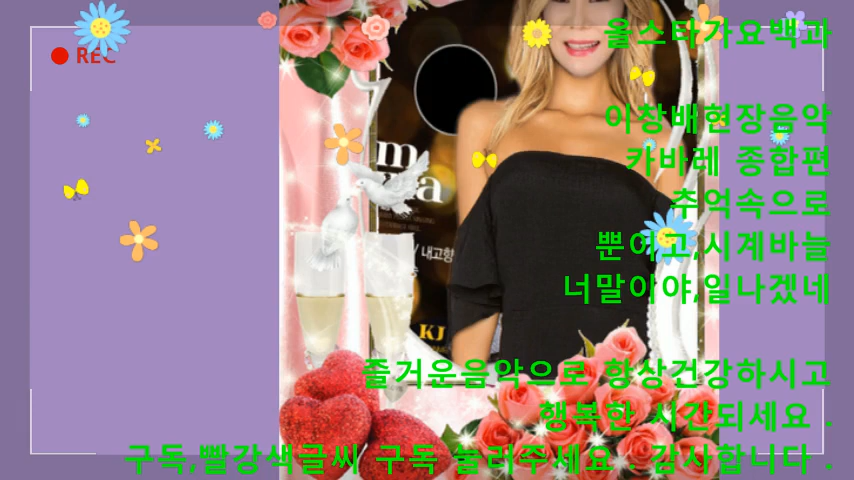 REC
올스타가요백과
이창배현장음악
카바레 종합편
추억속으로
뿐이고,시계바늘
너말이야,일나겠네
내고향
KJ
즐거운음악으로 항상건강하시고
행복한 시간되세요 .
구독,빨강색글씨 구독 눌러주세요 . 감사합니다 .